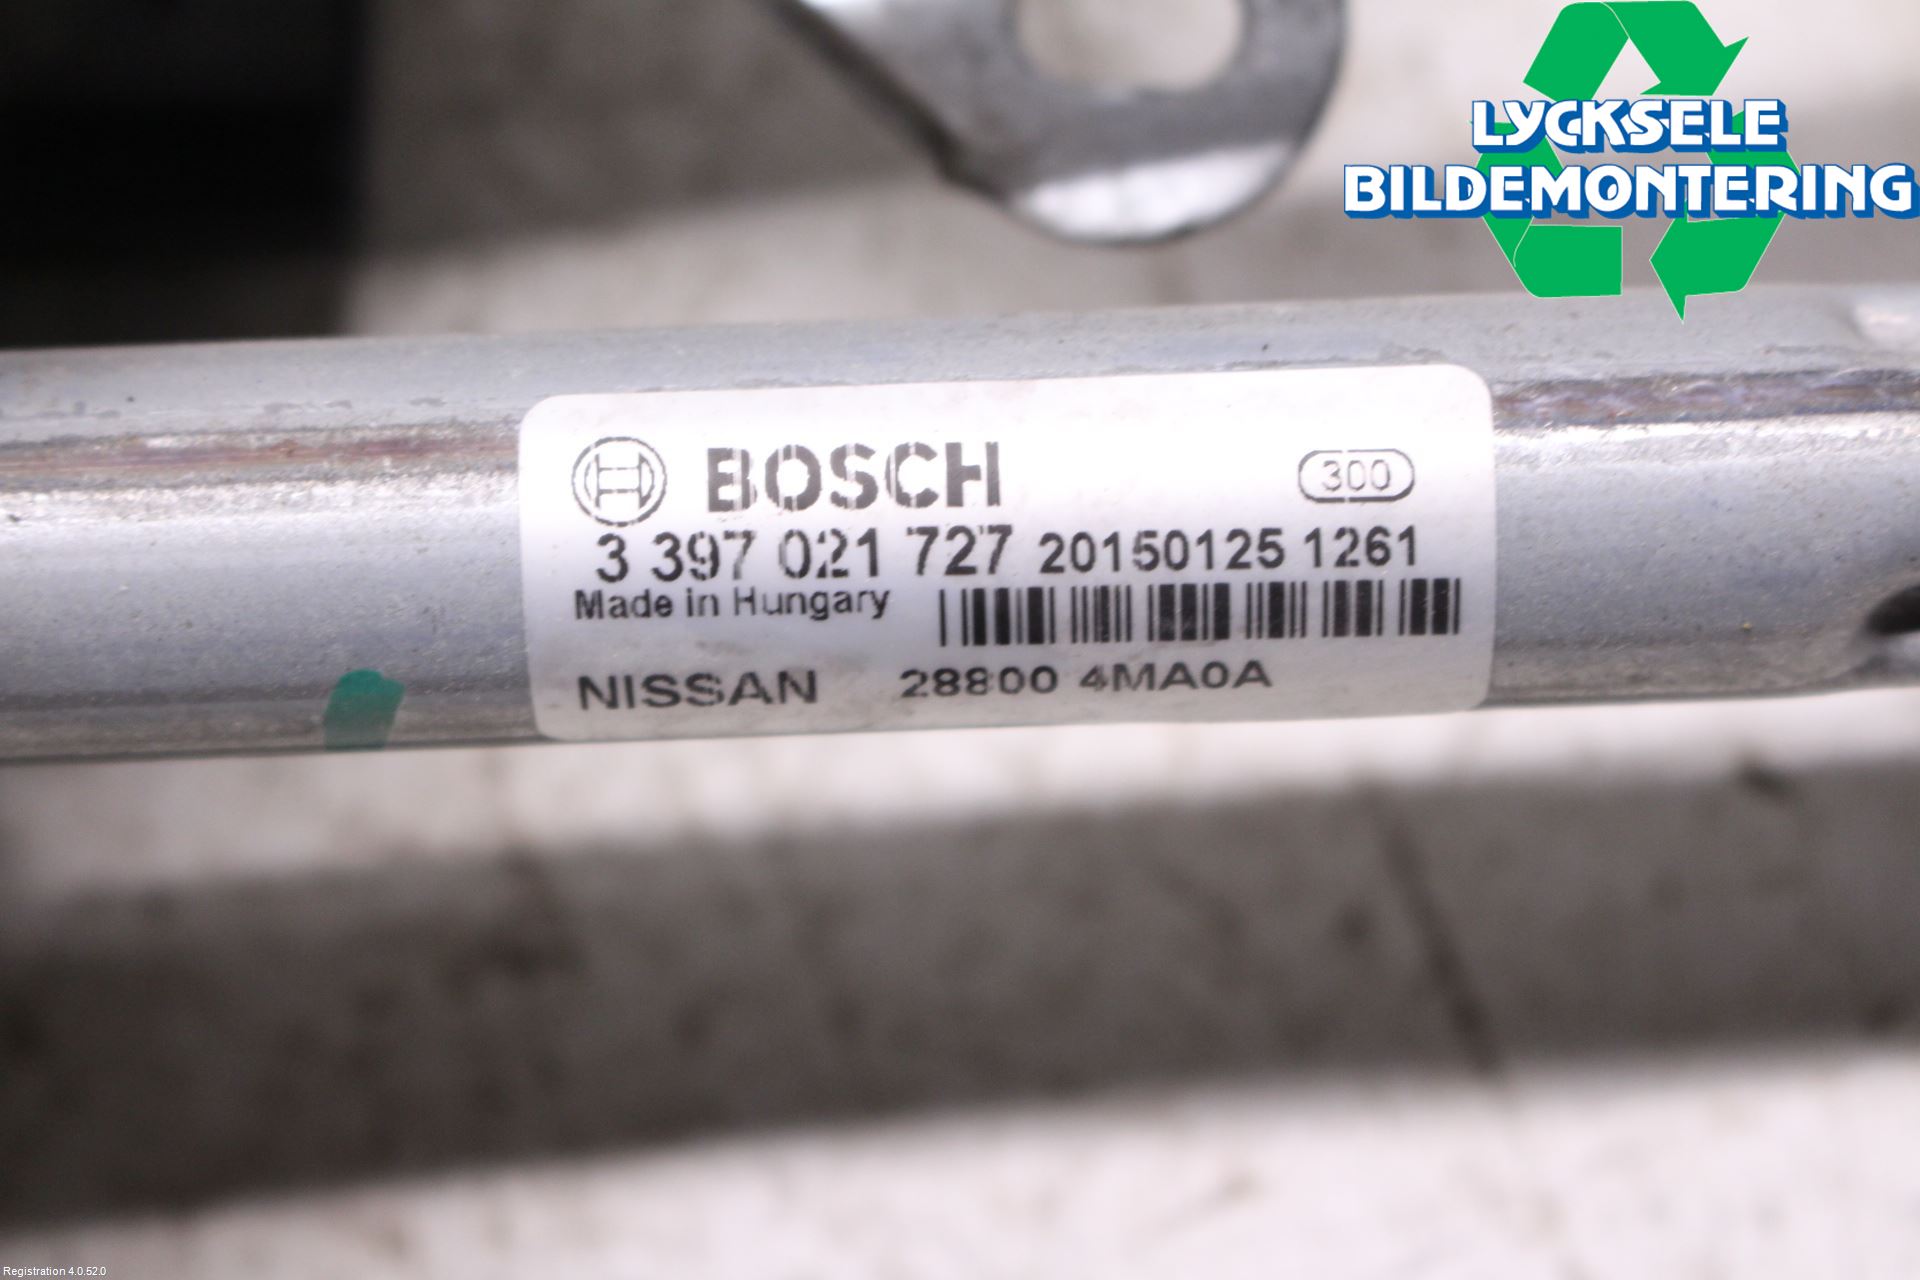 LYCKSELE
BILDEMONTERING
BOSCH 300
3 397 021 727 20150125 1261
Made in Hungary
NISSAN 28800 4MA0A
Registration 4.0.52.0